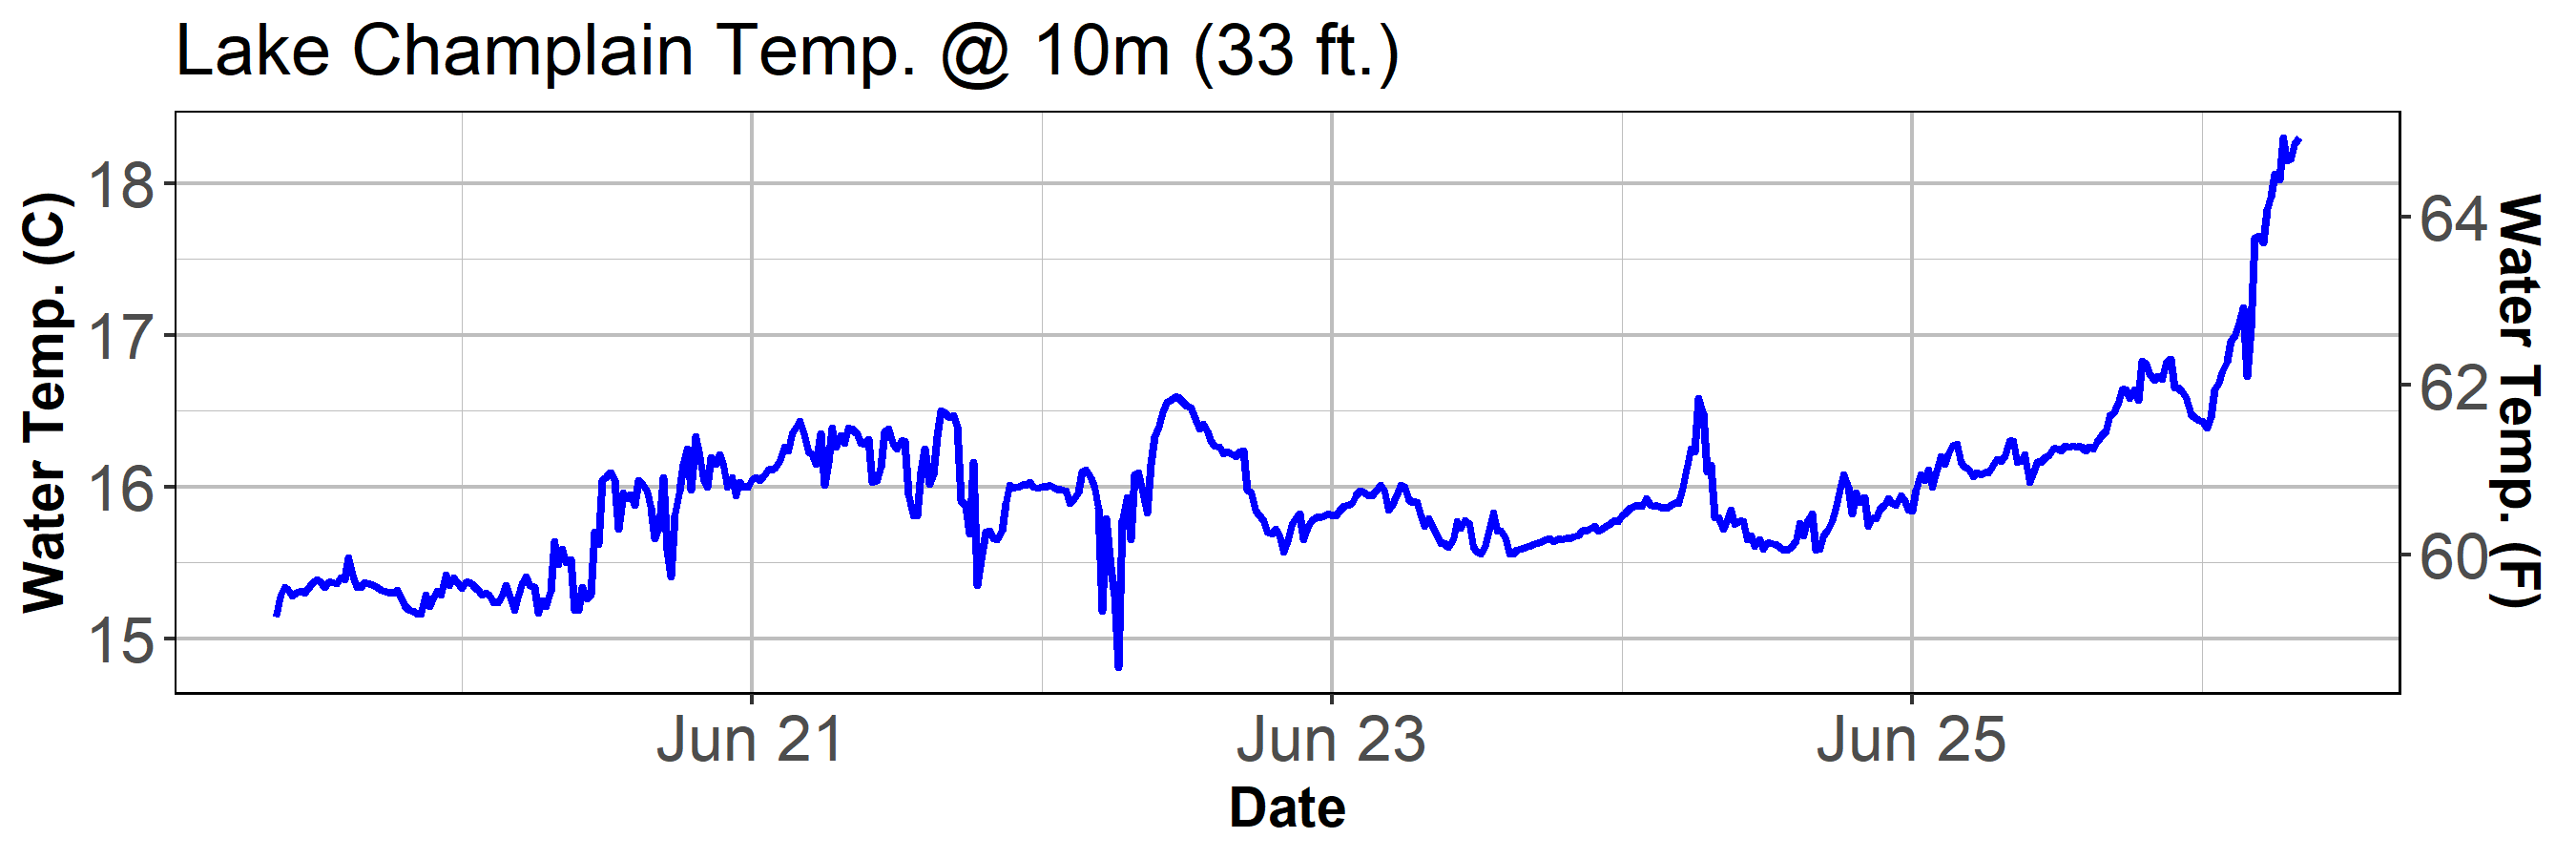 Lake Champlain Temp. @ 10m (33 ft.)
Water Temp. (C)
18
17
16
15
64
62
60
Water Temp. (F)
Jun 21
Jun 23
Jun 25
Date